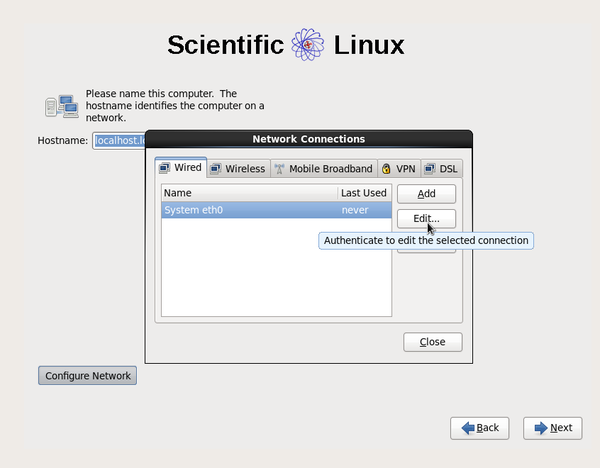 Scientific Linux
Please name this computer.  The
hostname identifies the computer on a
network.
Hostname:
Network Connections
Wired
Wireless
Mobile Broadband
VPN
DSL
Name
Last Used
System eth0
never
Add
Edit...
Authenticate to edit the selected connection
Close
Configure Network
Back
Next